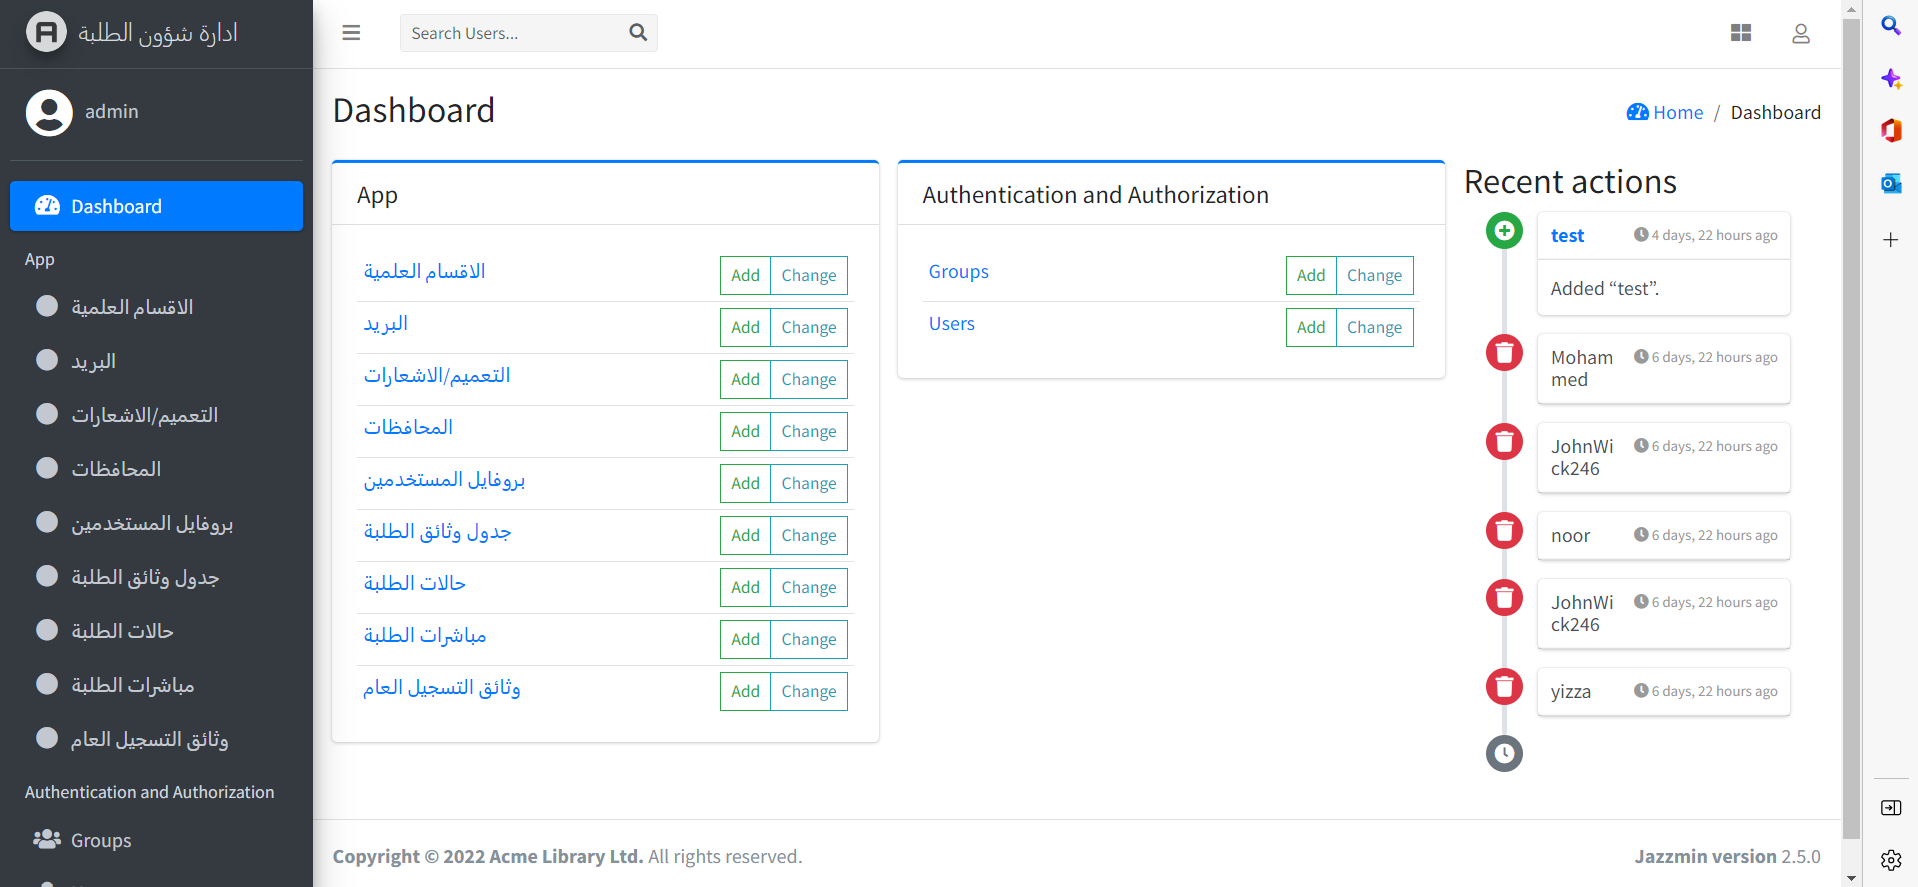 ادارة شؤون الطلبة
admin
Dashboard
App
الاقسام العلمية
البريد
التعميم/الاشعارات
المحافظات
بروفايل المستخدمين
جدول وثائق الطلبة
حالات الطلبة
مباشرات الطلبة
وثائق التسجيل العام
Authentication and Authorization
Groups
Search Users...
Dashboard
Home / Dashboard
App
الاقسام العلمية Add Change
البريد Add Change
التعميم/الاشعارات Add Change
المحافظات Add Change
بروفايل المستخدمين Add Change
جدول وثائق الطلبة Add Change
حالات الطلبة Add Change
مباشرات الطلبة Add Change
وثائق التسجيل العام Add Change
Authentication and Authorization
Groups Add Change
Users Add Change
Recent actions
test 4 days, 22 hours ago
Added “test”.
Moham 6 days, 22 hours ago
med
JohnWi 6 days, 22 hours ago
ck246
noor 6 days, 22 hours ago
JohnWi 6 days, 22 hours ago
ck246
yizza 6 days, 22 hours ago
Copyright © 2022 Acme Library Ltd. All rights reserved.
Jazzmin version 2.5.0